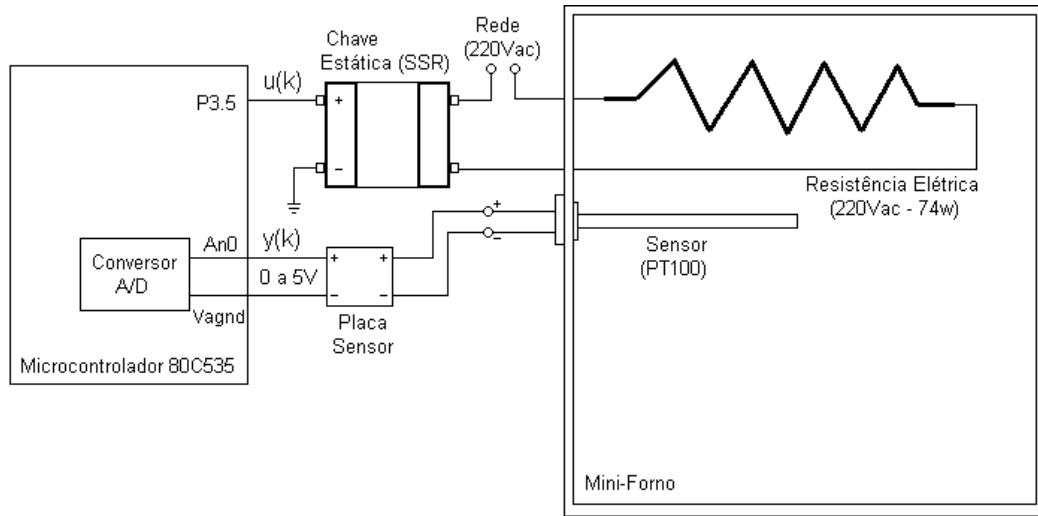 Chave
Estática (SSR)
Rede
(220Vac)
P3.5
u(k)
+
−
Resistência Elétrica
(220Vac - 74w)
+
−
Sensor
(PT100)
An0
y(k)
0 a 5V
Vagnd
Conversor
A/D
+ +
− −
Placa
Sensor
Microcontrolador 80C535
Mini-Forno